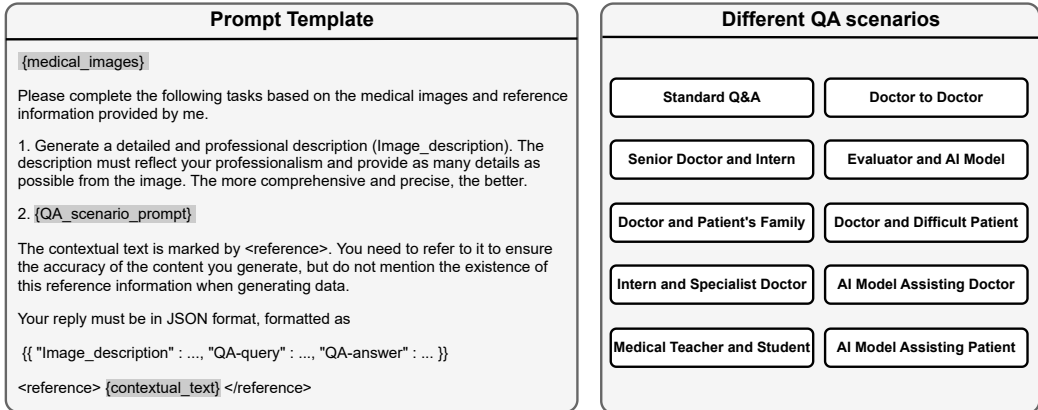 Prompt Template
{medical_images}
Please complete the following tasks based on the medical images and reference
information provided by me.
1. Generate a detailed and professional description (Image_description). The
description must reflect your professionalism and provide as many details as
possible from the image. The more comprehensive and precise, the better.
2. {QA_scenario_prompt}
The contextual text is marked by <reference>. You need to refer to it to ensure
the accuracy of the content you generate, but do not mention the existence of
this reference information when generating data.
Your reply must be in JSON format, formatted as
{{ "Image_description" : ..., "QA-query" : ..., "QA-answer" : ... }}
<reference> {contextual_text} </reference>
Different QA scenarios
Standard Q&A
Doctor to Doctor
Senior Doctor and Intern
Evaluator and AI Model
Doctor and Patient's Family
Doctor and Difficult Patient
Intern and Specialist Doctor
AI Model Assisting Doctor
Medical Teacher and Student
AI Model Assisting Patient